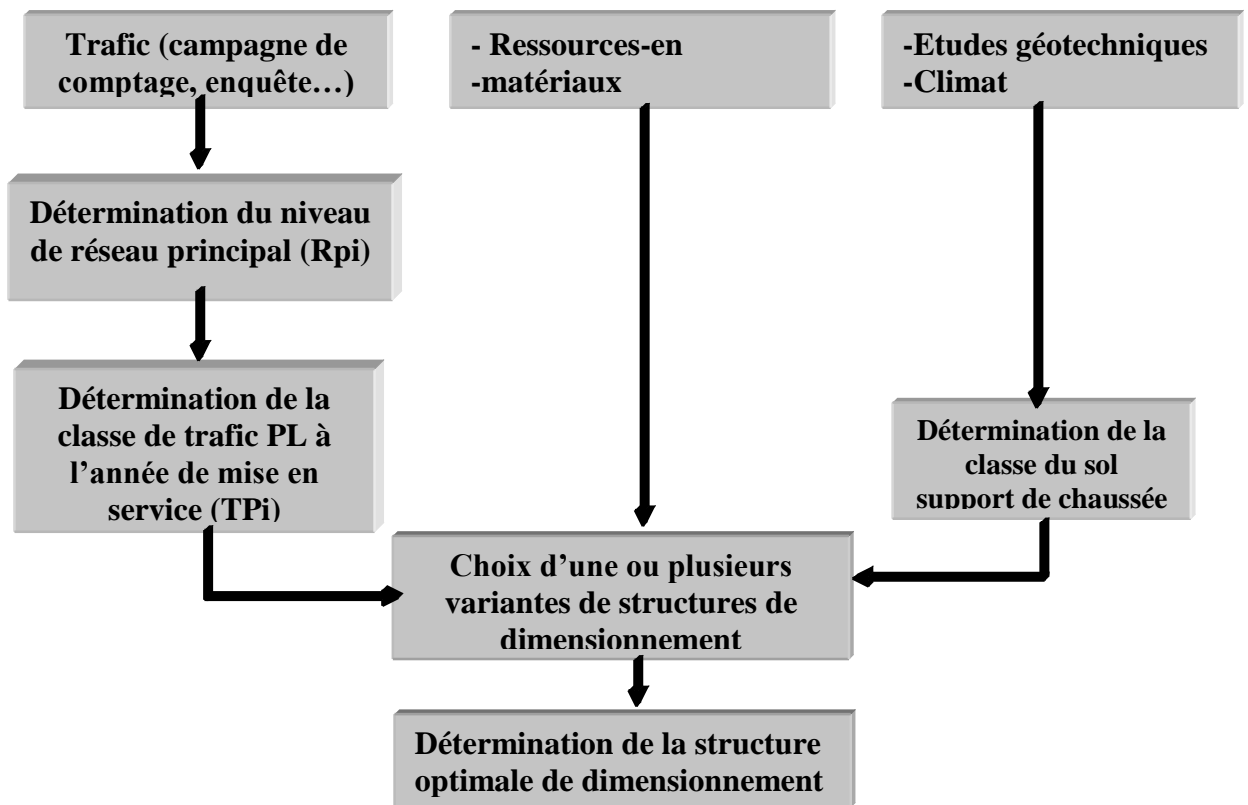 Trafic (campagne de
comptage, enquête…)
- Ressources-en
-matériaux
-Etudes géotechniques
-Climat
Détermination du niveau
de réseau principal (Rpi)
Détermination de la
classe de trafic PL à
l’année de mise en
service (TPi)
Détermination de la
classe du sol
support de chaussée
Choix d’une ou plusieurs
variantes de structures de
dimensionnement
Détermination de la structure
optimale de dimensionnement